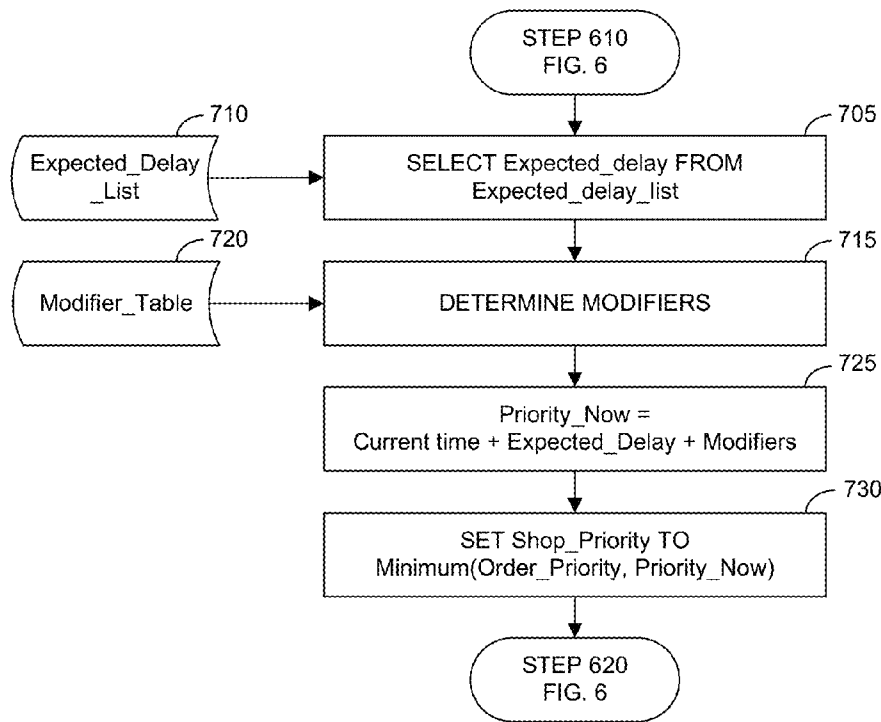 STEP 610
FIG. 6
710
705
Expected_Delay
_List
SELECT Expected_delay FROM
Expected_delay_list
720
715
Modifier_Table
DETERMINE MODIFIERS
725
Priority_Now =
Current time + Expected_Delay + Modifiers
730
SET Shop_Priority TO
Minimum(Order_Priority, Priority_Now)
STEP 620
FIG. 6